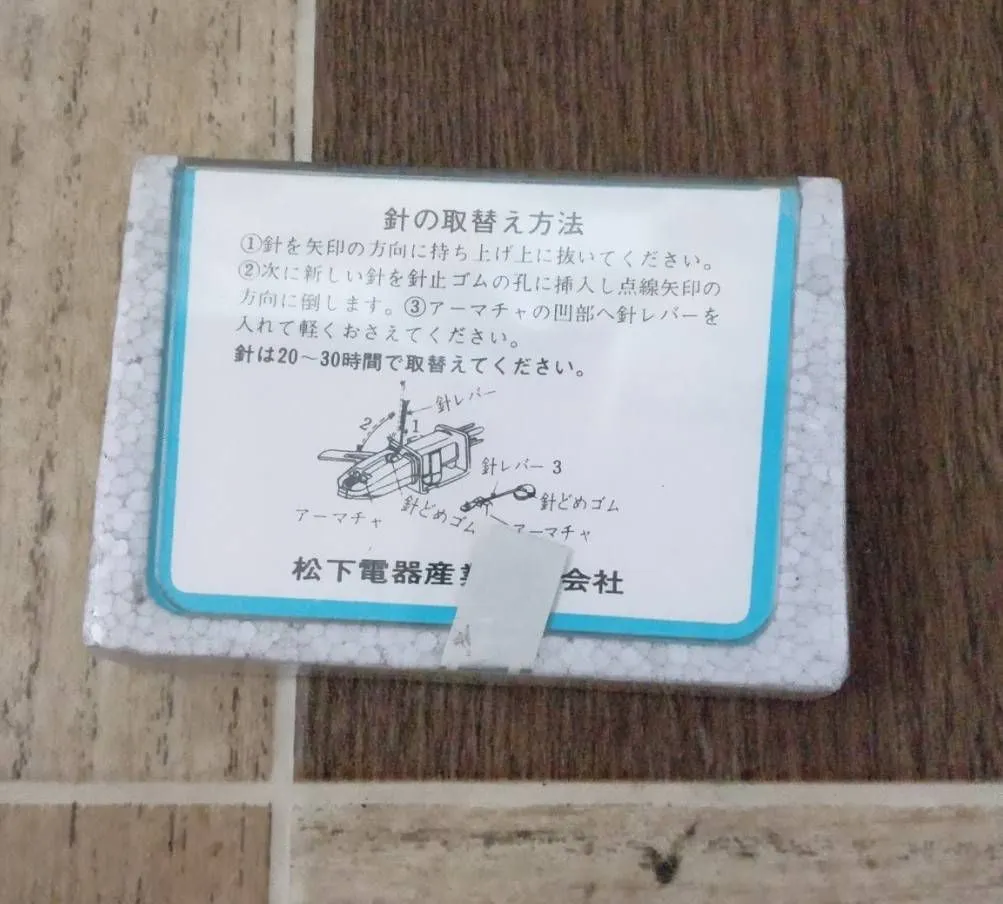 針の取替え方法
①針を矢印の方向に持ち上げ上に抜いてください。
②次に新しい針を針止ゴムの孔に挿入し点線矢印の
方向に倒します。③アーマチャの凹部へ針レバーを
入れて軽くおさえてください。
針は20〜30時間で取替えてください。
針レバー
2
1
針レバー 3
針どめゴム
アーマチャ
針どめゴム
アーマチャ
松下電器産業 会社